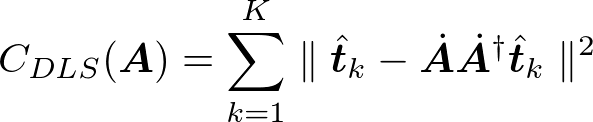 $C_{DLS}(\boldsymbol{A}) = \sum_{k=1}^{K} \parallel \hat{\boldsymbol{t}}_k - \dot{\boldsymbol{A}} \dot{\boldsymbol{A}}^{\dagger} \hat{\boldsymbol{t}}_k \parallel^2$